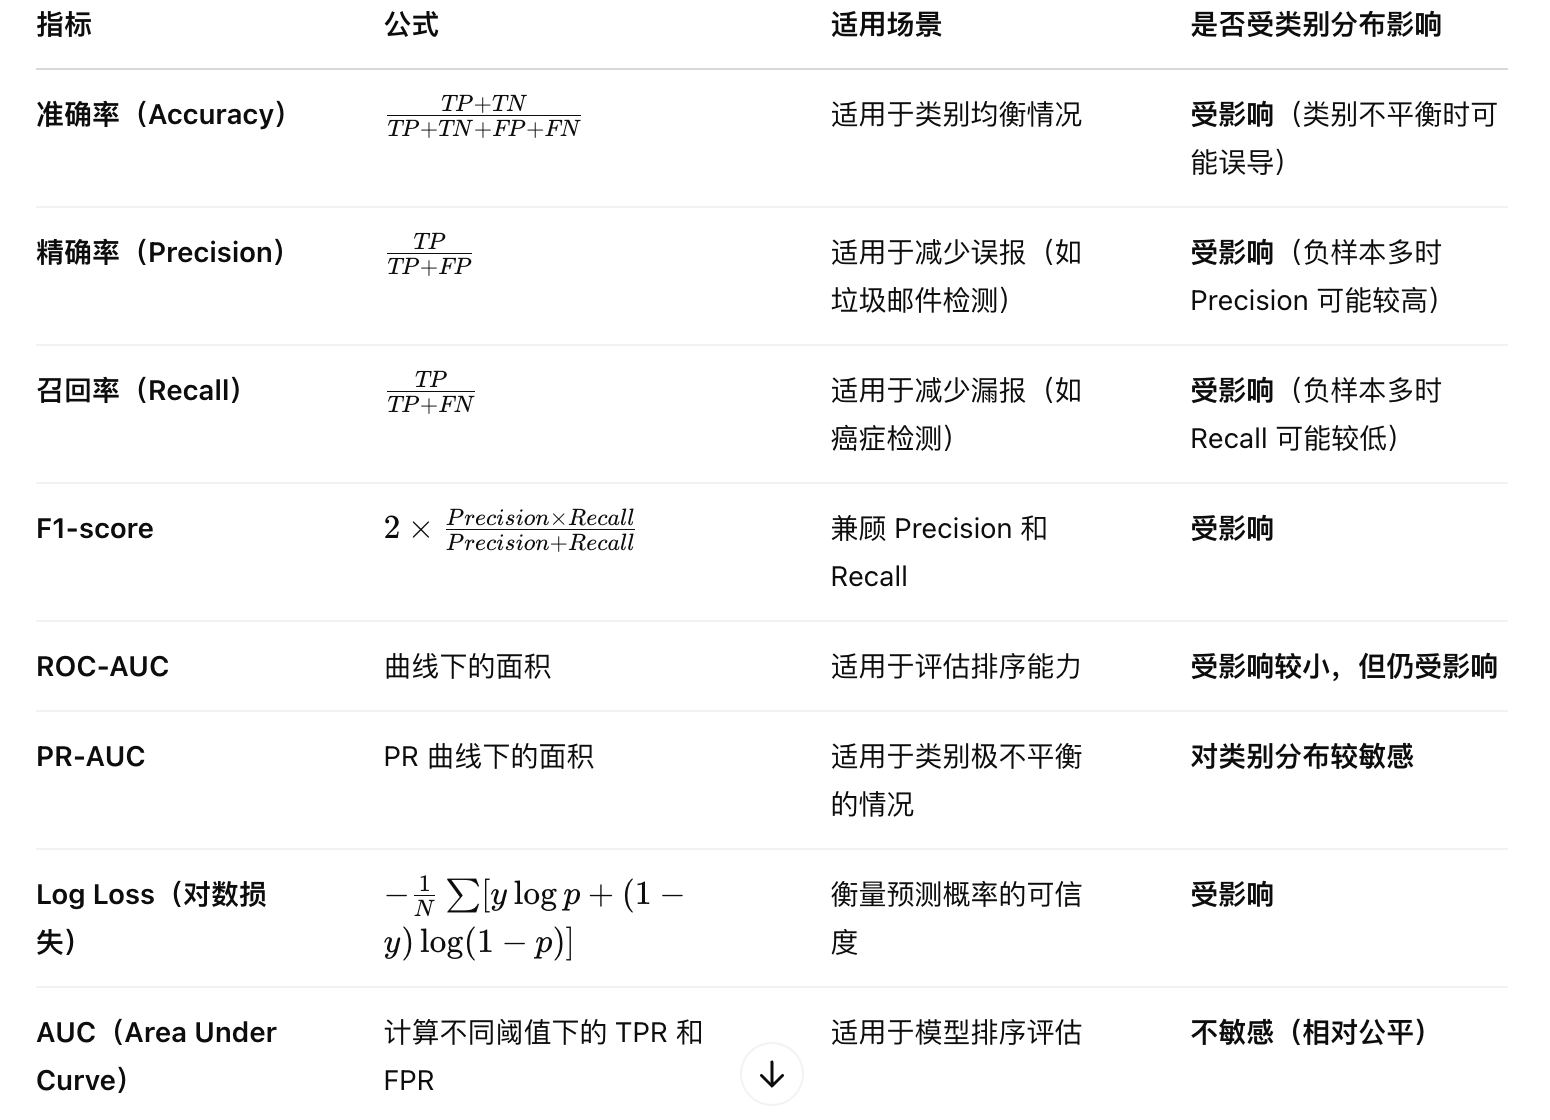 指标 公式 适用场景 是否受类别分布影响
准确率（Accuracy） \frac{TP+TN}{TP+TN+FP+FN} 适用于类别均衡情况 受影响（类别不平衡时可
能误导）
精确率（Precision） \frac{TP}{TP+FP} 适用于减少误报（如 受影响（负样本多时
垃圾邮件检测） Precision 可能较高）
召回率（Recall） \frac{TP}{TP+FN} 适用于减少漏报（如 受影响（负样本多时
癌症检测） Recall 可能较低）
F1-score 2 × \frac{Precision×Recall}{Precision+Recall} 兼顾 Precision 和 受影响
Recall
ROC-AUC 曲线下的面积 适用于评估排序能力 受影响较小，但仍受影响
PR-AUC PR 曲线下的面积 适用于类别极不平衡 对类别分布较敏感
的情况
Log Loss（对数损 -\frac{1}{N} ∑[y log p + (1 − 衡量预测概率的可信 受影响
失） y) log(1 − p)] 度
AUC（Area Under 计算不同阈值下的 TPR 和 适用于模型排序评估 不敏感（相对公平）
Curve） FPR